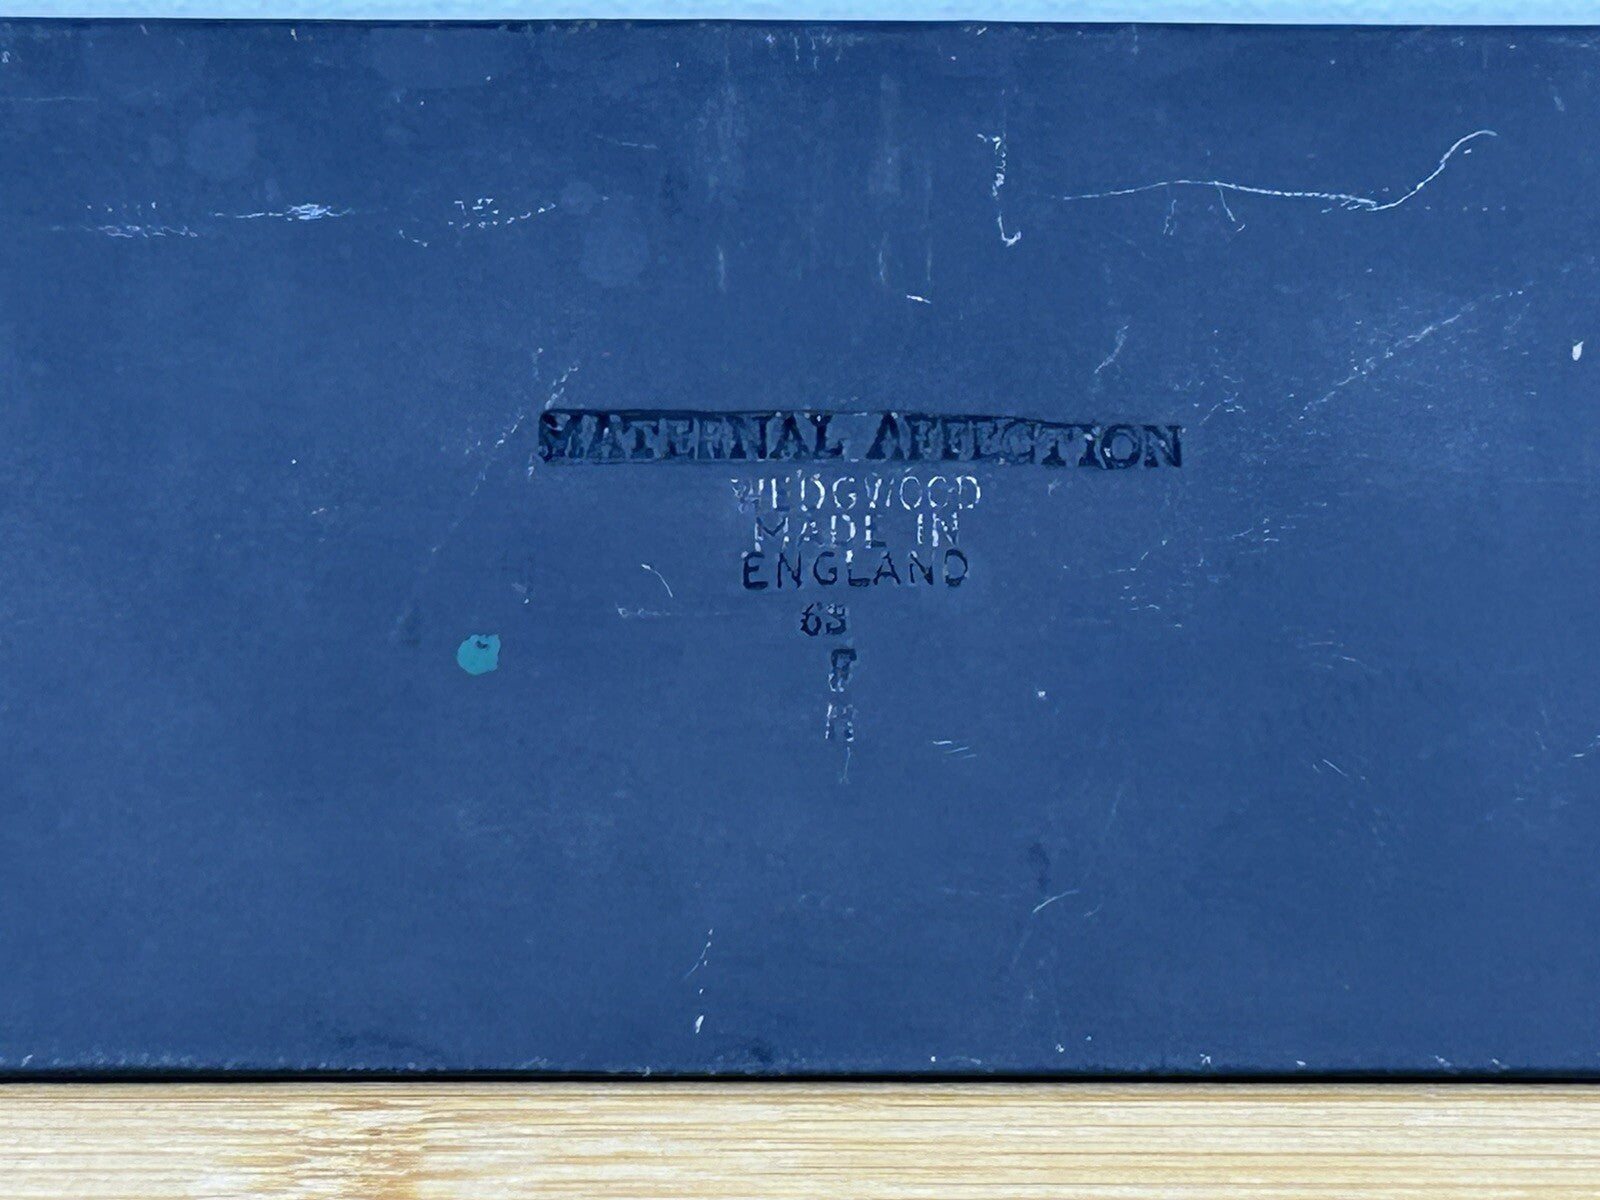 MATERNAL AFFECTION
WEDGWOOD
MADE IN
ENGLAND
63
F